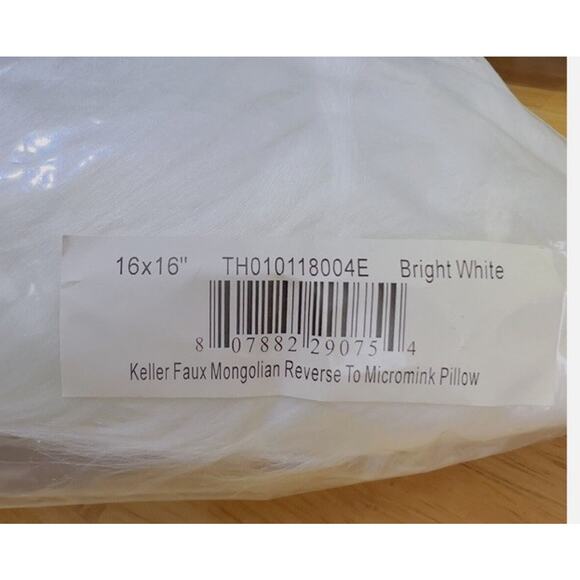 16x16" TH010118004E Bright White
8 07882 29075 4
Keller Faux Mongolian Reverse To Micromink Pillow